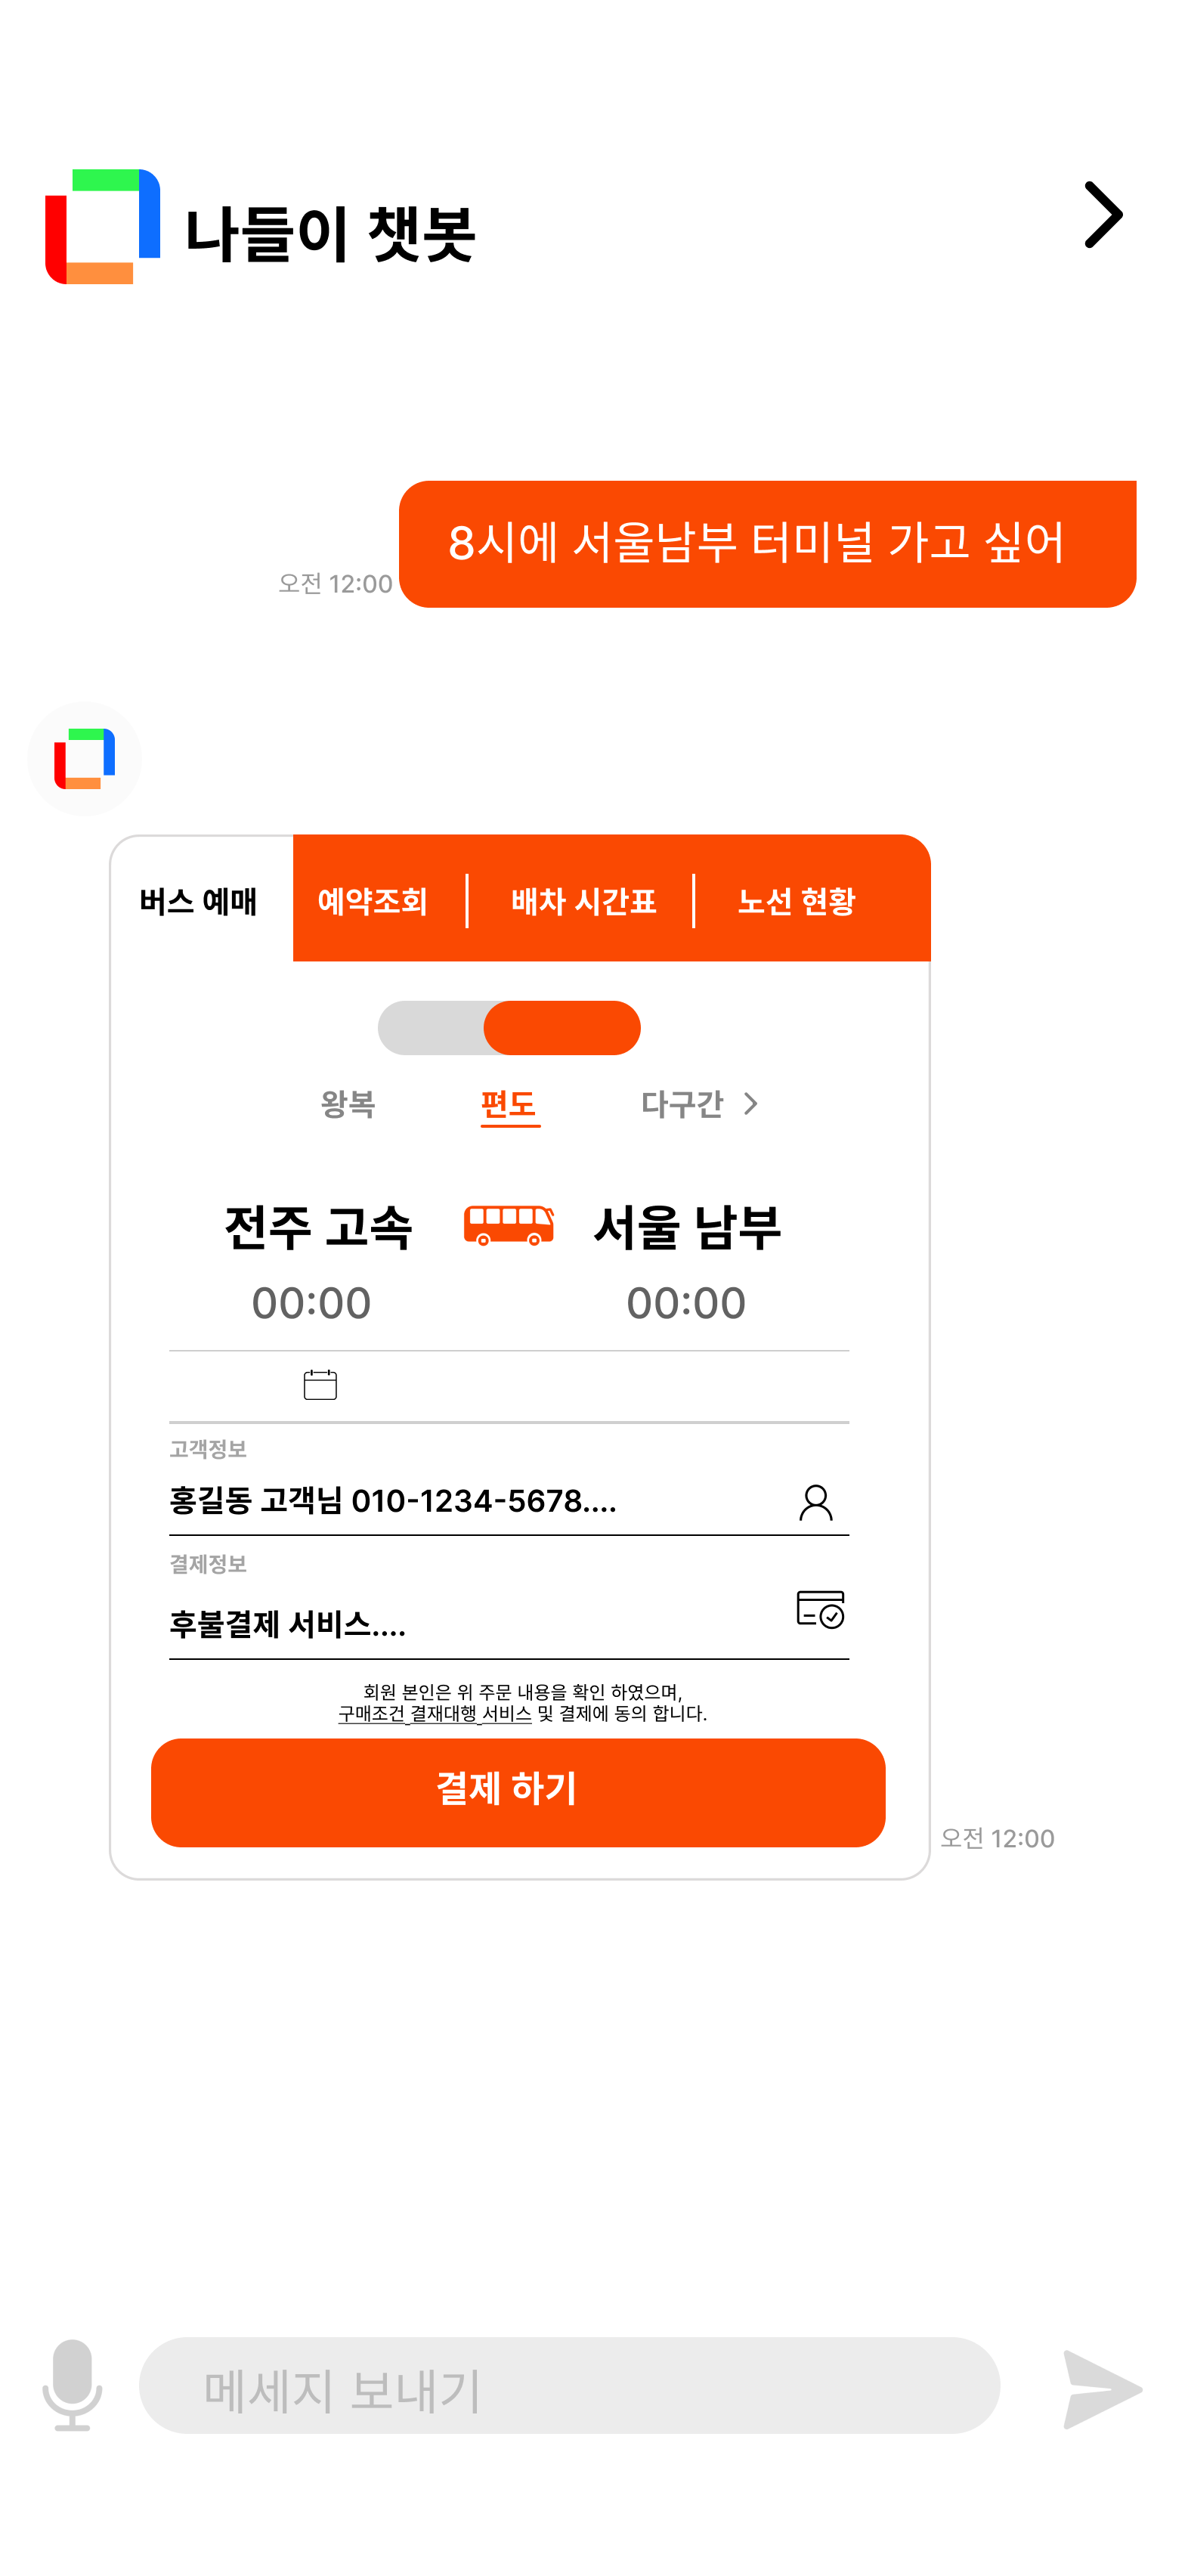 나들이 챗봇
8시에 서울남부 터미널 가고 싶어
오전 12:00
버스 예매 예약조회 배차 시간표 노선 현황
왕복 편도 다구간
전주 고속 서울 남부
00:00 00:00
고객정보
홍길동 고객님 010-1234-5678....
결제정보
후불결제 서비스....
회원 본인은 위 주문 내용을 확인 하였으며,
구매조건 결재대행 서비스 및 결제에 동의 합니다.
결제 하기
오전 12:00
메세지 보내기